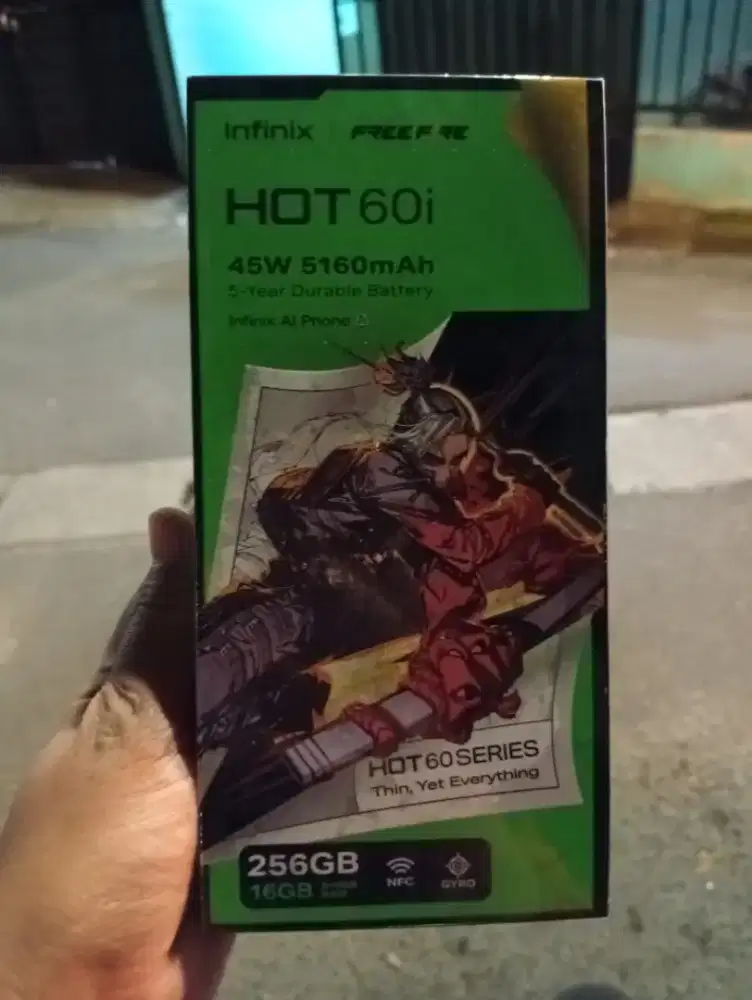 Infinix FREE FIRE
HOT 60i
45W 5160mAh
5-Year Durable Battery
Infinix AI Phone
HOT 60 SERIES
Thin, Yet Everything
256GB
16GB
NFC
GYRO